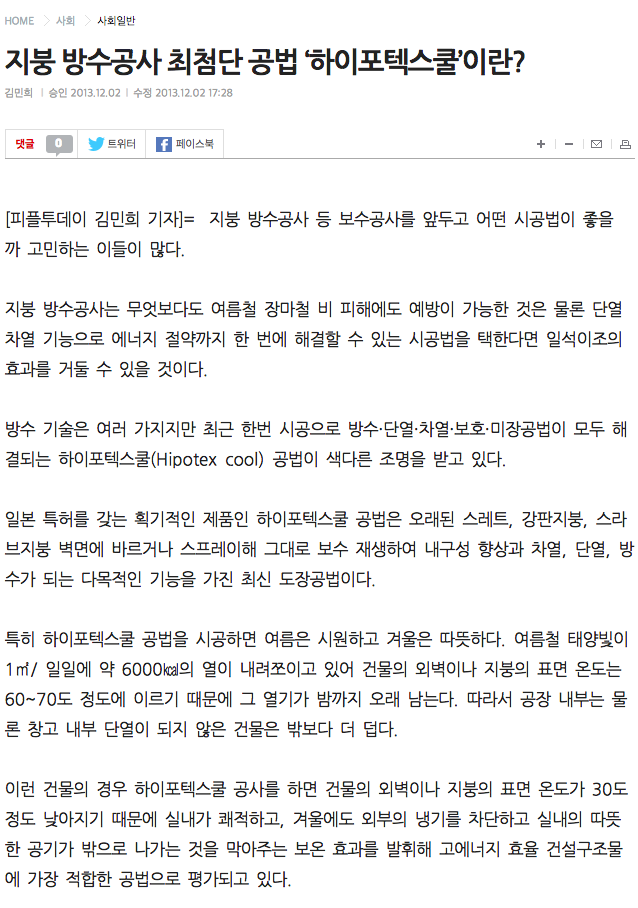 HOME 사회 사회일반
지붕 방수공사 최첨단 공법 ‘하이포텍스쿨’이란?
김민희 | 승인 2013.12.02 | 수정 2013.12.02 17:28
댓글 0 트위터 페이스북
[피플투데이 김민희 기자]= 지붕 방수공사 등 보수공사를 앞두고 어떤 시공법이 좋을
까 고민하는 이들이 많다.
지붕 방수공사는 무엇보다도 여름철 장마철 비 피해에도 예방이 가능한 것은 물론 단열
차열 기능으로 에너지 절약까지 한 번에 해결할 수 있는 시공법을 택한다면 일석이조의
효과를 거둘 수 있을 것이다.
방수 기술은 여러 가지지만 최근 한번 시공으로 방수·단열·차열·보호·미장공법이 모두 해
결되는 하이포텍스쿨(Hipotex cool) 공법이 색다른 조명을 받고 있다.
일본 특허를 갖는 획기적인 제품인 하이포텍스쿨 공법은 오래된 스레트, 강판지붕, 스라
브지붕 벽면에 바르거나 스프레이해 그대로 보수 재생하여 내구성 향상과 차열, 단열, 방
수가 되는 다목적인 기능을 가진 최신 도장공법이다.
특히 하이포텍스쿨 공법을 시공하면 여름은 시원하고 겨울은 따뜻하다. 여름철 태양빛이
1㎡/ 일일에 약 6000㎉의 열이 내려쪼이고 있어 건물의 외벽이나 지붕의 표면 온도는
60~70도 정도에 이르기 때문에 그 열기가 밤까지 오래 남는다. 따라서 공장 내부는 물
론 창고 내부 단열이 되지 않은 건물은 밖보다 더 덥다.
이런 건물의 경우 하이포텍스쿨 공사를 하면 건물의 외벽이나 지붕의 표면 온도가 30도
정도 낮아지기 때문에 실내가 쾌적하고, 겨울에도 외부의 냉기를 차단하고 실내의 따뜻
한 공기가 밖으로 나가는 것을 막아주는 보온 효과를 발휘해 고에너지 효율 건설구조물
에 가장 적합한 공법으로 평가되고 있다.